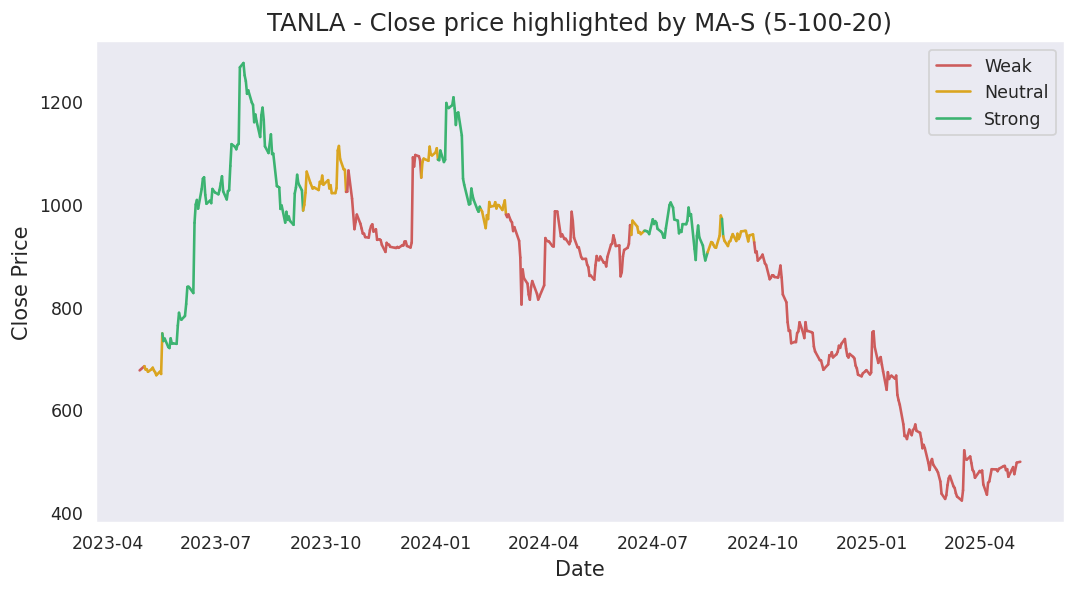 TANLA - Close price highlighted by MA-S (5-100-20)
Weak
Neutral
Strong
Close Price
1200
1000
800
600
400
2023-04 2023-07 2023-10 2024-01 2024-04 2024-07 2024-10 2025-01 2025-04
Date